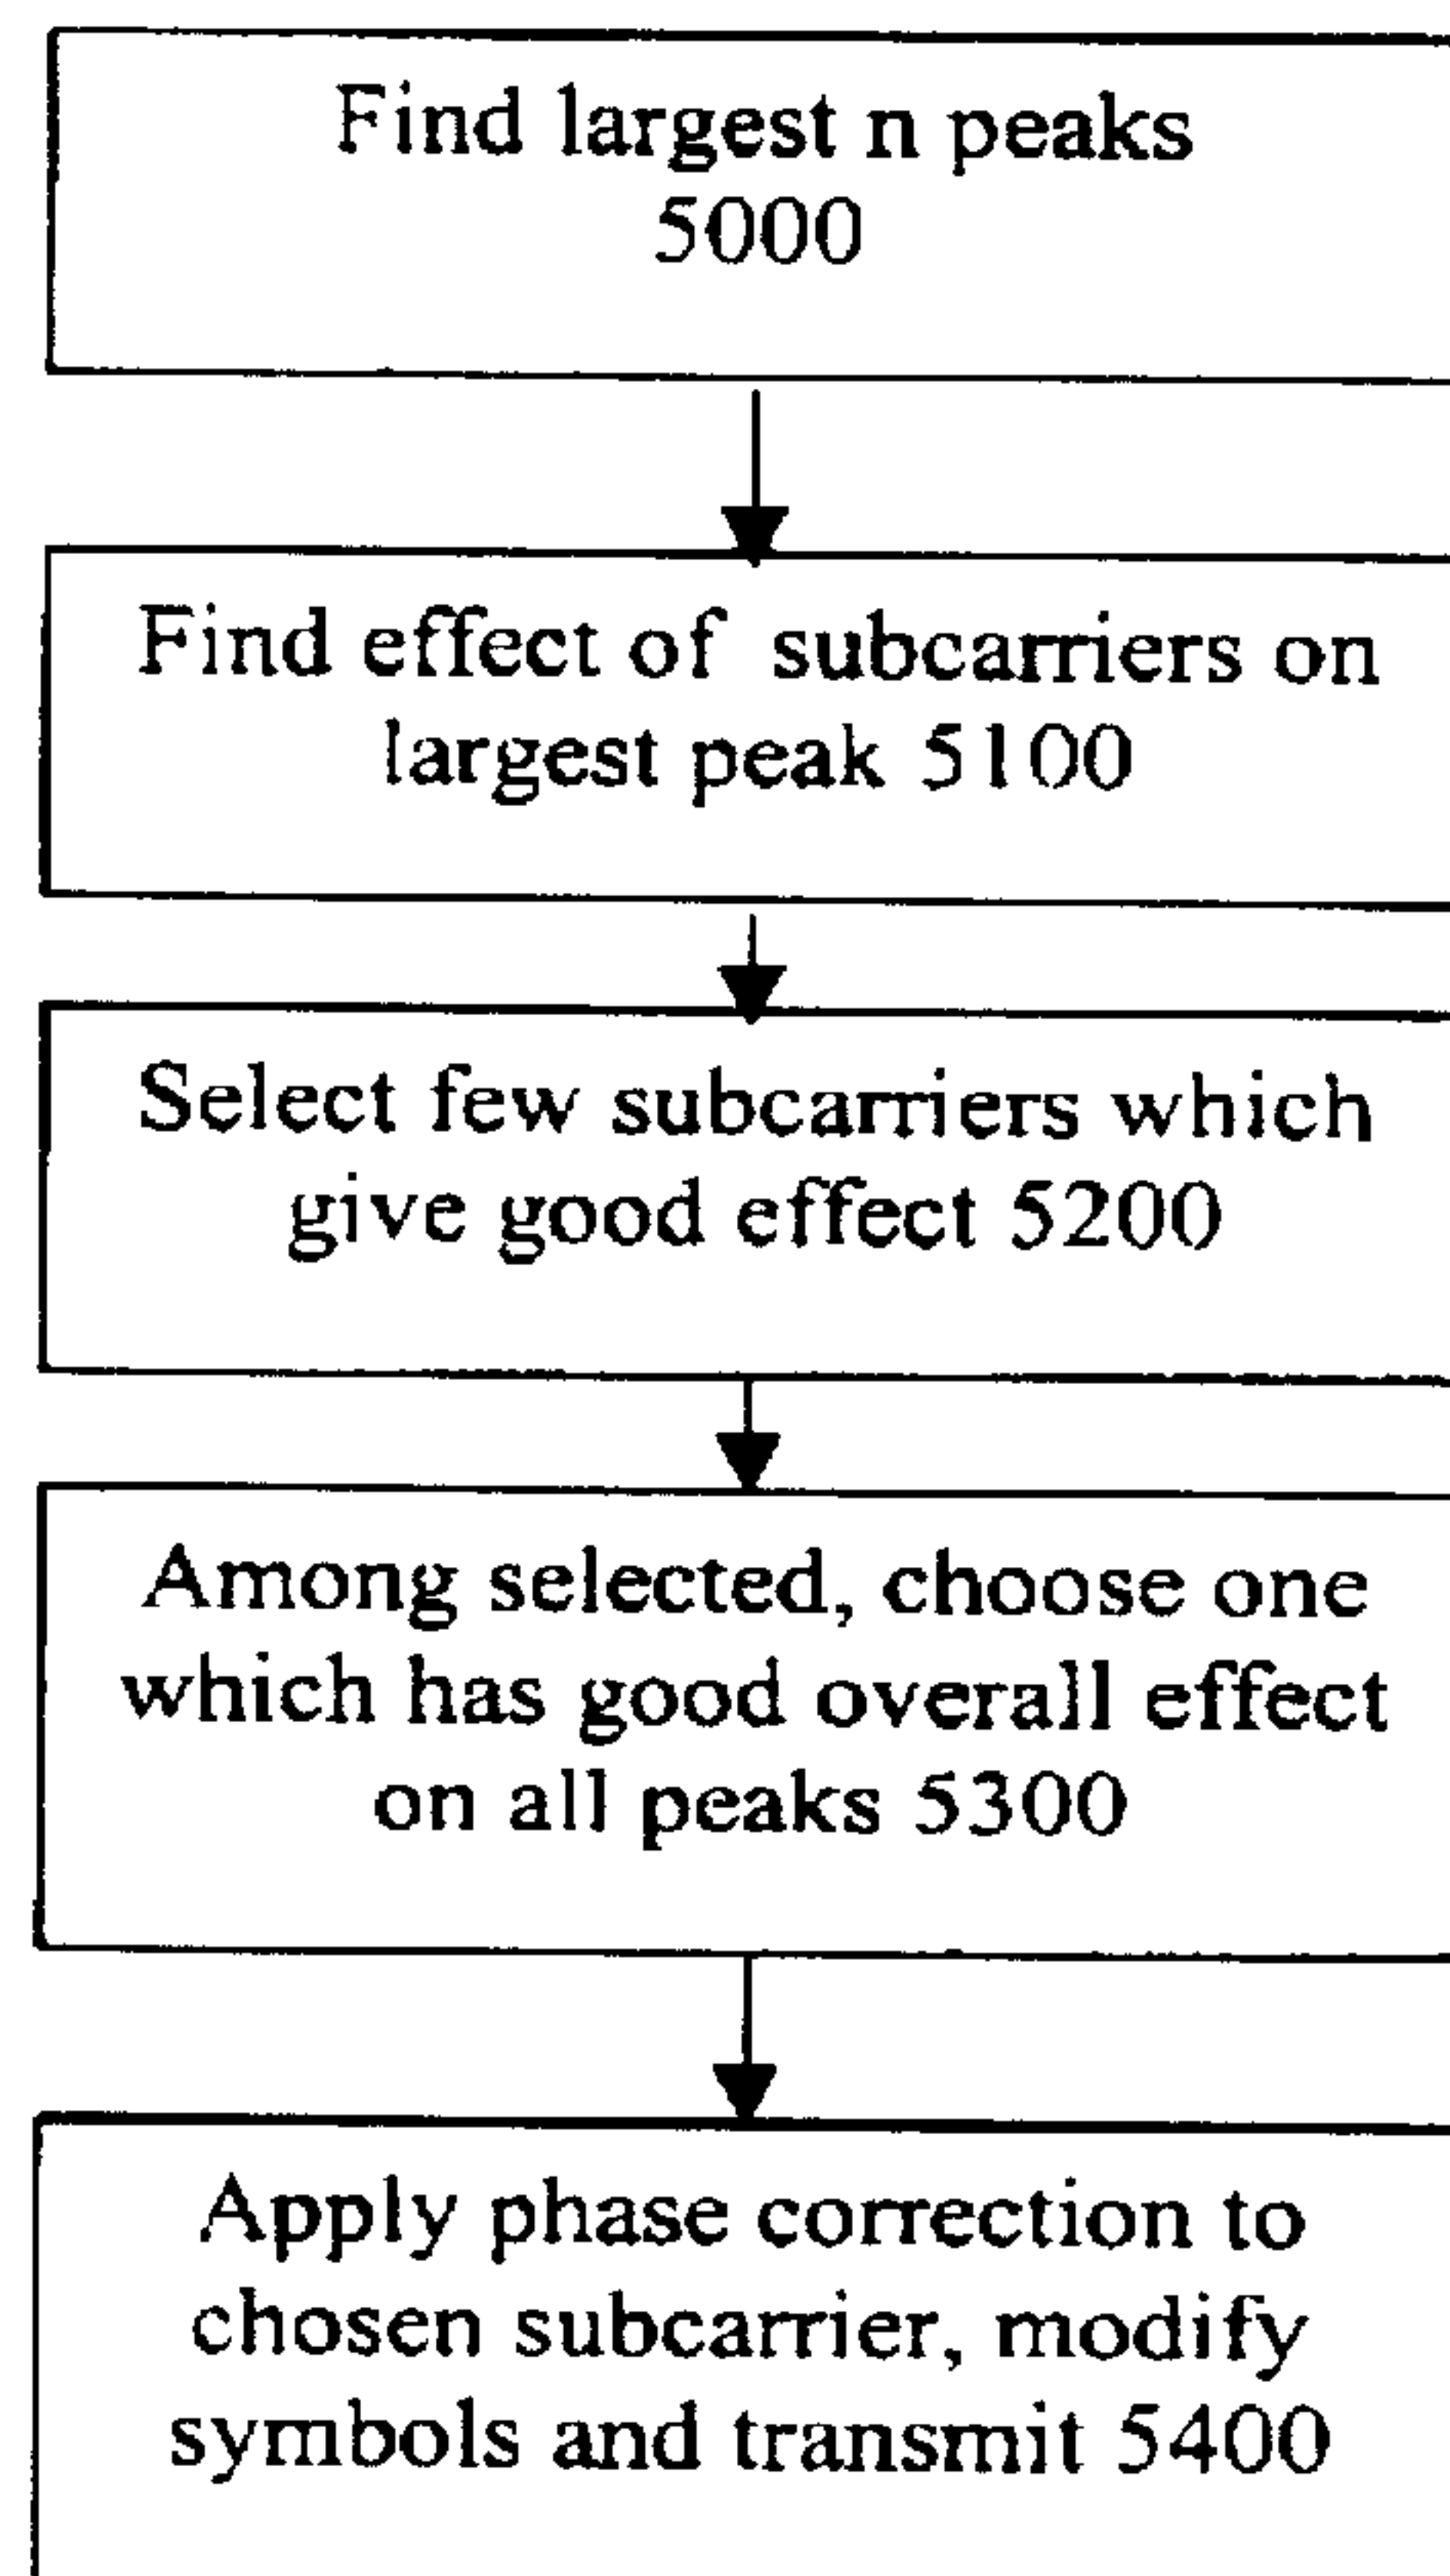 Find largest n peaks
5000
Find effect of subcarriers on
largest peak 5100
Select few subcarriers which
give good effect 5200
Among selected, choose one
which has good overall effect
on all peaks 5300
Apply phase correction to
chosen subcarrier, modify
symbols and transmit 5400